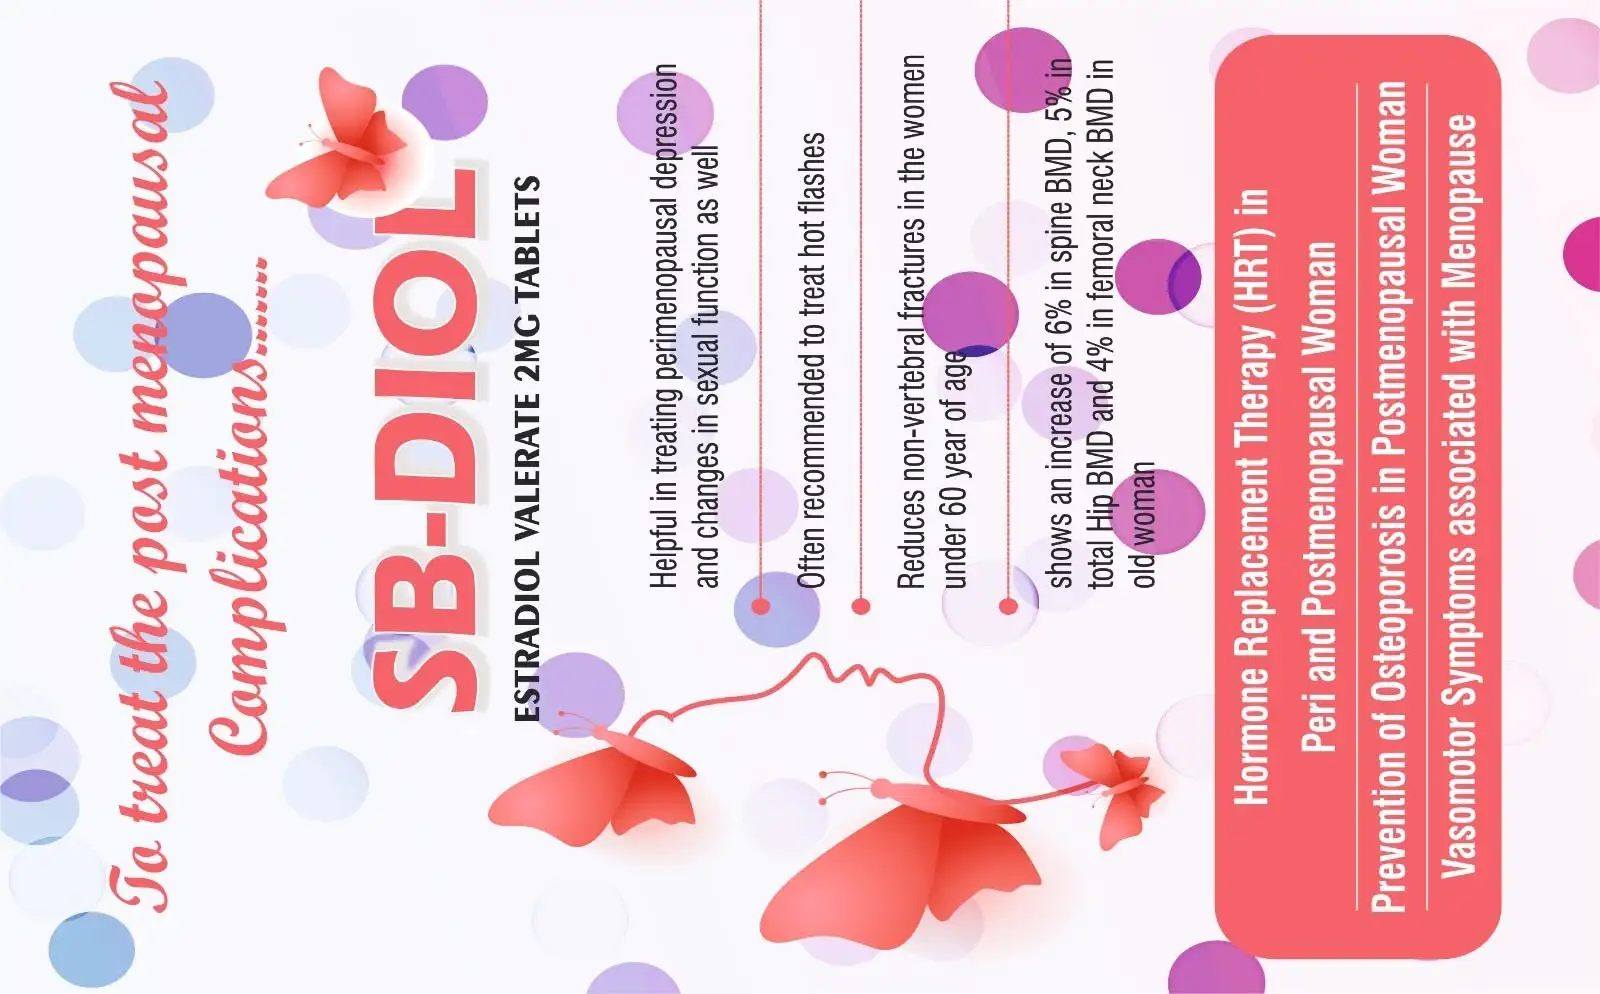 To treat the post menopausal
Complications......
SB-DIOL
ESTRADIOL VALERATE 2MG TABLETS
Helpful in treating perimenopausal depression
and changes in sexual function as well
Often recommended to treat hot flashes
Reduces non-vertebral fractures in the women
under 60 year of age
shows an increase of 6% in spine BMD, 5% in
total Hip BMD and 4% in femoral neck BMD in
old woman
Hormone Replacement Therapy (HRT) in
Peri and Postmenopausal Woman
Prevention of Osteoporosis in Postmenopausal Woman
Vasomotor Symptoms associated with Menopause